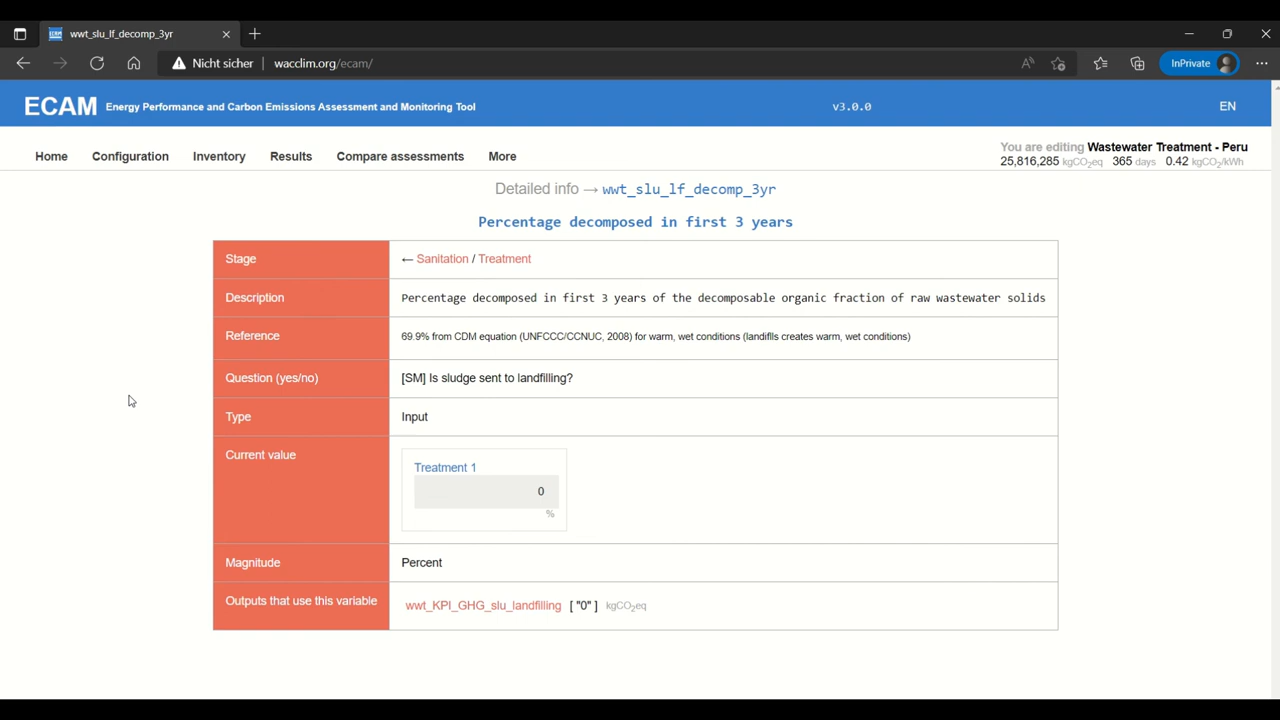 wwt_slu_lf_decomp_3yr
Nicht sicher wacclim.org/ecam/
InPrivate
ECAM Energy Performance and Carbon Emissions Assessment and Monitoring Tool v3.0.0 EN
Home Configuration Inventory Results Compare assessments More
You are editing Wastewater Treatment - Peru
25,816,285 kgCO₂eq 365 days 0.42 kgCO₂/kWh
Detailed info → wwt_slu_lf_decomp_3yr
Percentage decomposed in first 3 years
Stage ← Sanitation / Treatment
Description Percentage decomposed in first 3 years of the decomposable organic fraction of raw wastewater solids
Reference 69.9% from CDM equation (UNFCCC/CCNUC, 2008) for warm, wet conditions (landiflls creates warm, wet conditions)
Question (yes/no) [SM] Is sludge sent to landfilling?
Type Input
Current value
Treatment 1
0
%
Magnitude Percent
Outputs that use this variable wwt_KPI_GHG_slu_landfilling [ "0" ] kgCO₂eq